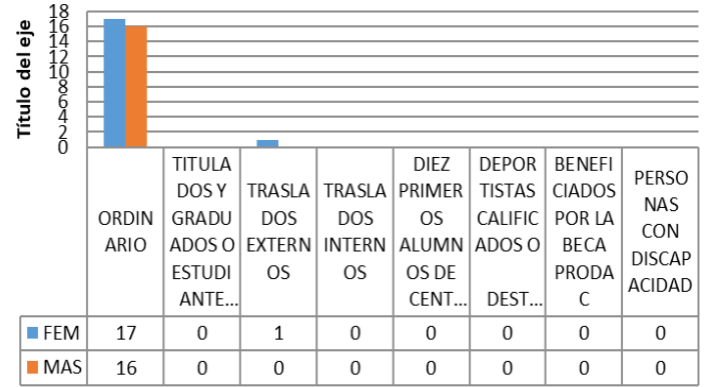 Título del eje
18
16
14
12
10
8
6
4
2
0
ORDIN
ARIO
TITULA
DOS Y
GRADU
ADOS O
ESTUDI
ANTE...
TRASLA
DOS
EXTERN
OS
TRASLA
DOS
INTERN
OS
DIEZ
PRIMER
OS
ALUMN
OS DE
CENT...
DEPOR
TISTAS
CALIFIC
ADOS O
DEST...
BENEFI
CIADOS
POR LA
BECA
PRODA
C
PERSO
NAS
CON
DISCAP
ACIDAD
FEM 17 0 1 0 0 0 0 0
MAS 16 0 0 0 0 0 0 0